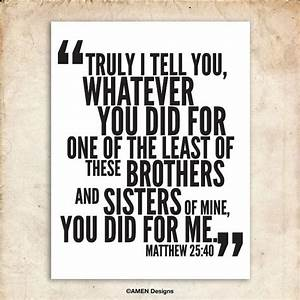 “TRULY I TELL YOU,
WHATEVER
YOU DID FOR
ONE OF THE LEAST OF
THESE BROTHERS
AND SISTERS OF MINE,
YOU DID FOR ME.”
MATTHEW 25:40
©AMEN Designs